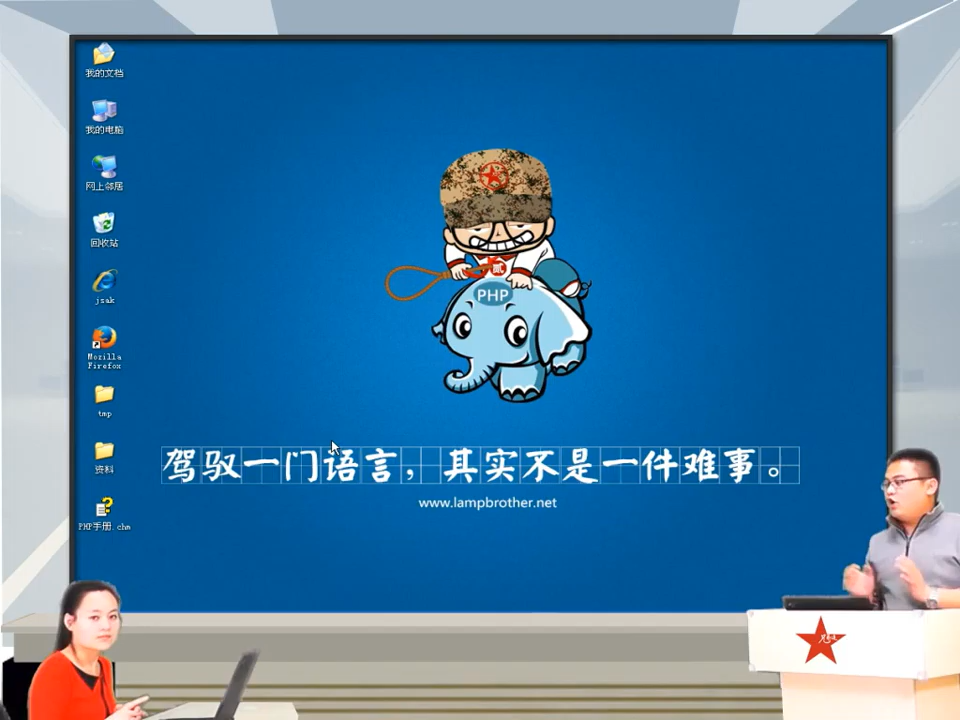 我的文档
我的电脑
网上邻居
回收站
jsak
Mozilla
Firefox
tmp
资料
PHP手册.chm
贰
PHP
驾驭一门语言，其实不是一件难事。
www.lampbrother.net